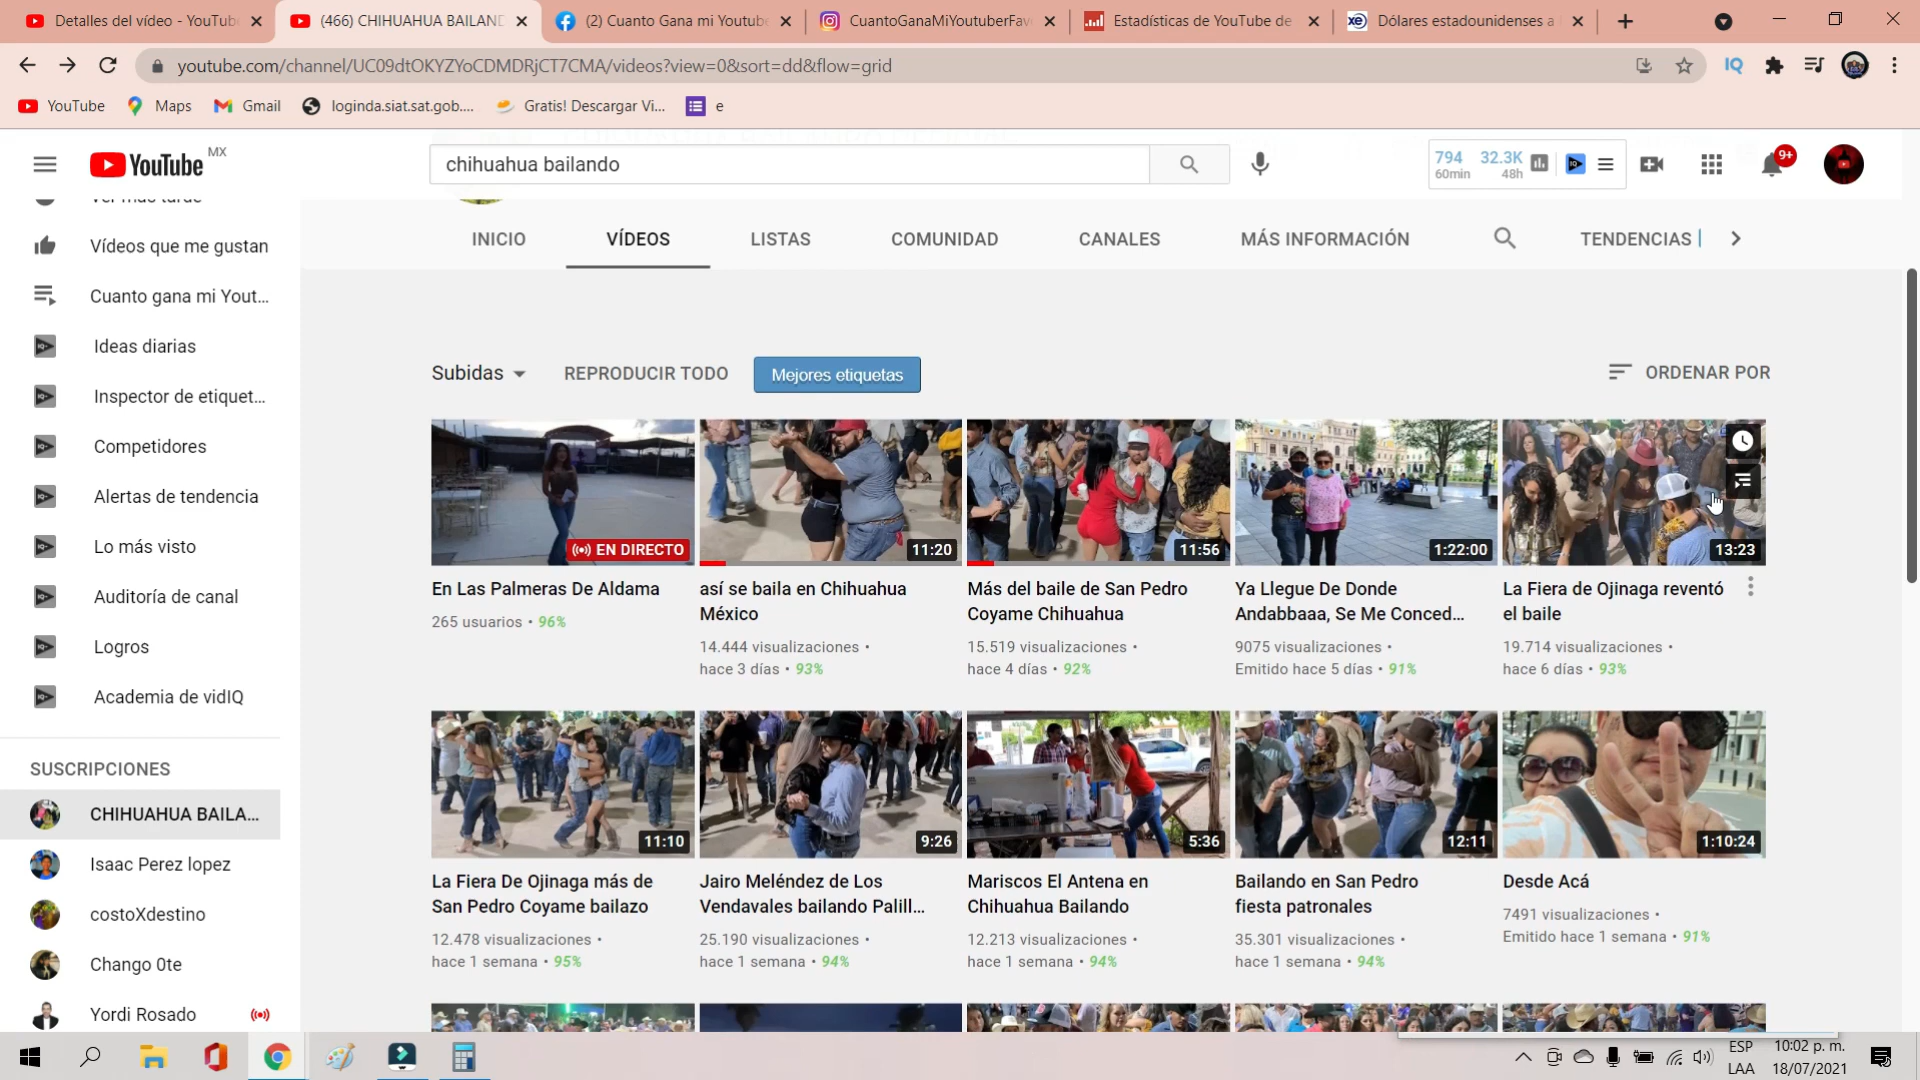 Detalles del vídeo - YouTube
(466) CHIHUAHUA BAILAND
(2) Cuanto Gana mi Youtube
CuantoGanaMiYoutuberFav
Estadísticas de YouTube de
Dólares estadounidenses a
youtube.com/channel/UC09dtOKYZYoCDMDRjCT7CMA/videos?view=0&sort=dd&flow=grid
YouTube
Maps
Gmail
loginda.siat.sat.gob....
Gratis! Descargar Vi...
e
YouTube MX
chihuahua bailando
794 32.3K
60min 48h
9+
Ver más tarde
Vídeos que me gustan
Cuanto gana mi Yout...
Ideas diarias
Inspector de etiquet...
Competidores
Alertas de tendencia
Lo más visto
Auditoría de canal
Logros
Academia de vidIQ
SUSCRIPCIONES
CHIHUAHUA BAILA...
Isaac Perez lopez
costoXdestino
Chango 0te
Yordi Rosado
INICIO
VÍDEOS
LISTAS
COMUNIDAD
CANALES
MÁS INFORMACIÓN
TENDENCIAS
Subidas
REPRODUCIR TODO
Mejores etiquetas
ORDENAR POR
EN DIRECTO
En Las Palmeras De Aldama
265 usuarios • 96%
11:20
así se baila en Chihuahua
México
14.444 visualizaciones •
hace 3 días • 93%
11:56
Más del baile de San Pedro
Coyame Chihuahua
15.519 visualizaciones •
hace 4 días • 92%
1:22:00
Ya Llegue De Donde
Andabbaaa, Se Me Conced...
9075 visualizaciones •
Emitido hace 5 días • 91%
13:23
La Fiera de Ojinaga reventó
el baile
19.714 visualizaciones •
hace 6 días • 93%
11:10
La Fiera De Ojinaga más de
San Pedro Coyame bailazo
12.478 visualizaciones •
hace 1 semana • 95%
9:26
Jairo Meléndez de Los
Vendavales bailando Palill...
25.190 visualizaciones •
hace 1 semana • 94%
5:36
Mariscos El Antena en
Chihuahua Bailando
12.213 visualizaciones •
hace 1 semana • 94%
12:11
Bailando en San Pedro
fiesta patronales
35.301 visualizaciones •
hace 1 semana • 94%
1:10:24
Desde Acá
7491 visualizaciones •
Emitido hace 1 semana • 91%
ESP
LAA
10:02 p. m.
18/07/2021